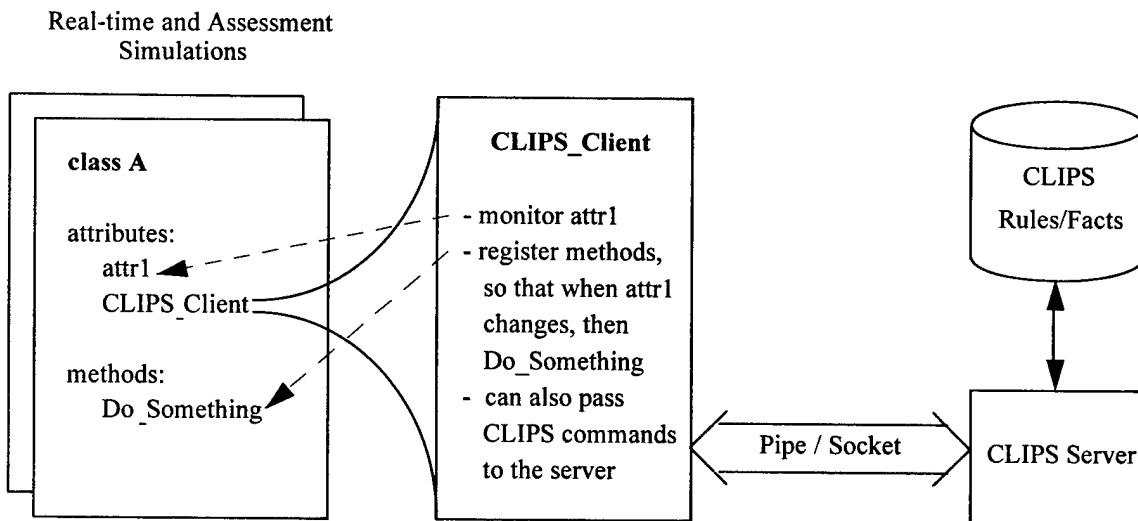 Real-time and Assessment
Simulations
class A
attributes:
attr1
CLIPS_Client
methods:
Do_Something
CLIPS_Client
- monitor attr1
- register methods,
so that when attr1
changes, then
Do_Something
- can also pass
CLIPS commands
to the server
Pipe / Socket
CLIPS
Rules/Facts
CLIPS Server